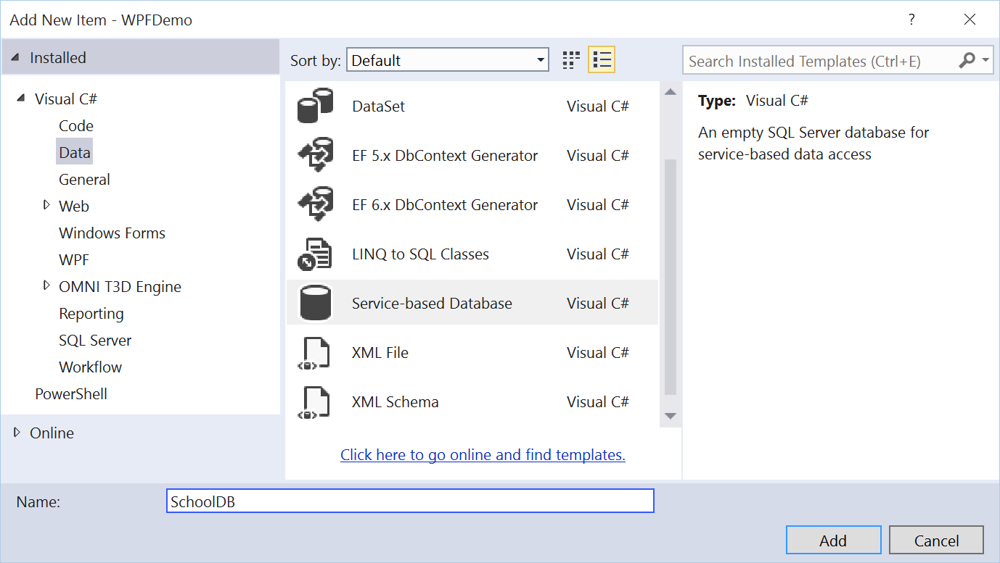 Add New Item - WPFDemo
?
Installed
Sort by: Default
Search Installed Templates (Ctrl+E)
Visual C#
Code
Data
General
Web
Windows Forms
WPF
OMNI T3D Engine
Reporting
SQL Server
Workflow
PowerShell
Online
DataSet Visual C#
EF 5.x DbContext Generator Visual C#
EF 6.x DbContext Generator Visual C#
LINQ to SQL Classes Visual C#
Service-based Database Visual C#
XML File Visual C#
XML Schema Visual C#
Click here to go online and find templates.
Type: Visual C#
An empty SQL Server database for
service-based data access
Name: SchoolDB
Add Cancel